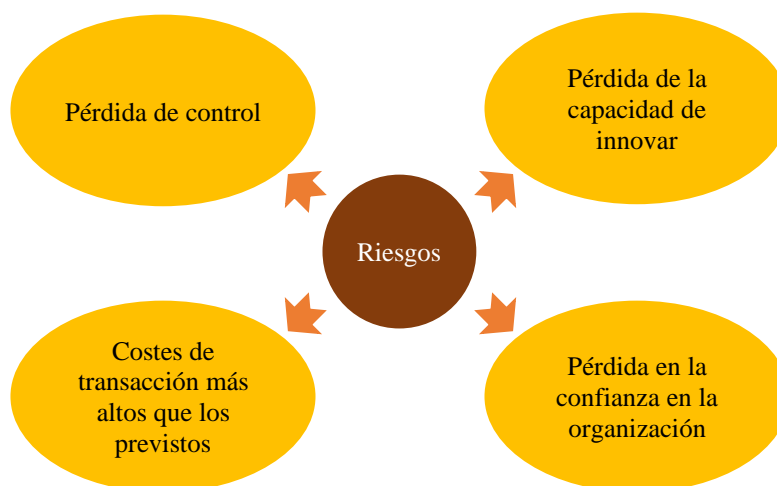 Pérdida de control
Pérdida de la
capacidad de
innovar
Riesgos
Costes de
transacción más
altos que los
previstos
Pérdida en la
confianza en la
organización